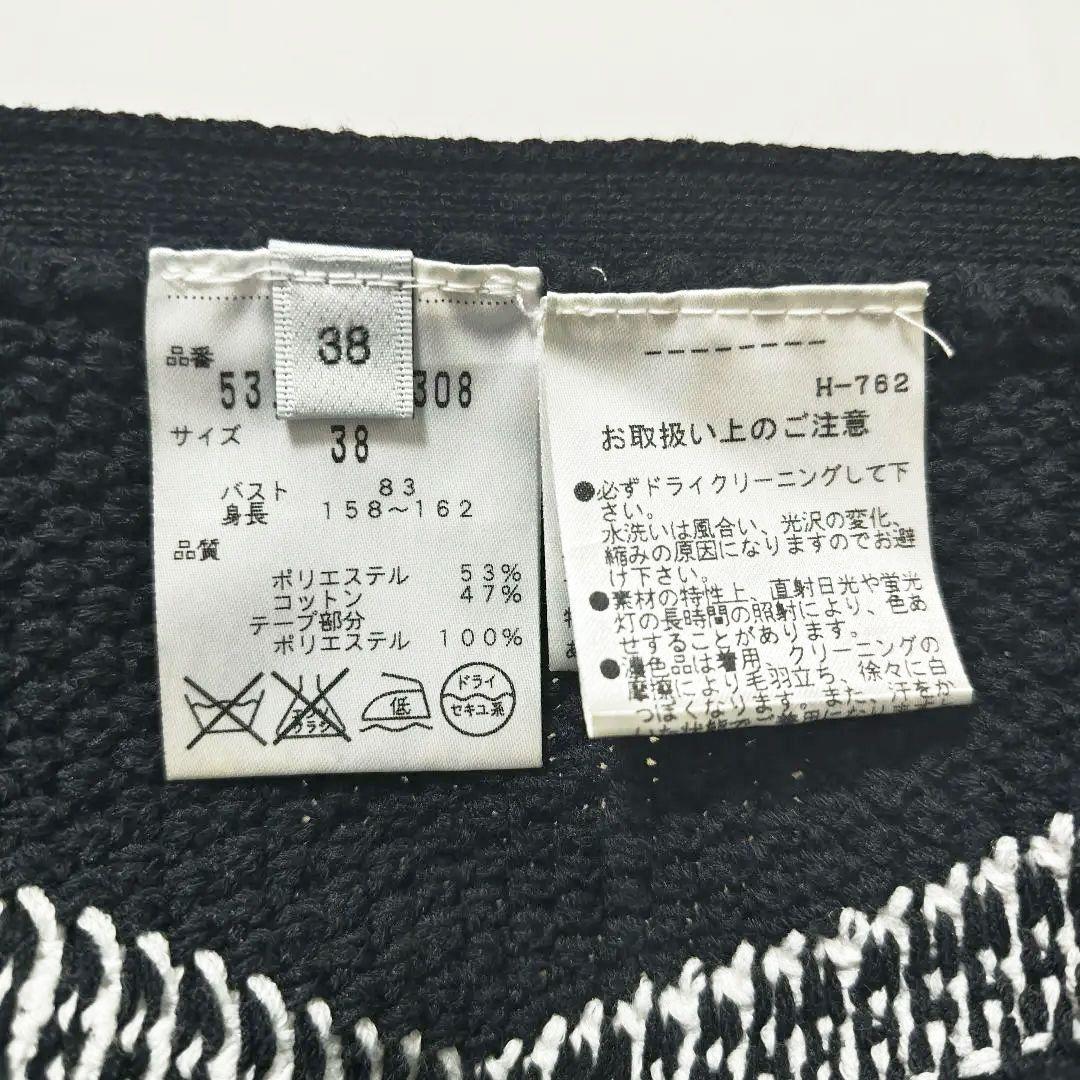 38
品番
53
308
サイズ
38
バスト 83
身長 158〜162
品質
ポリエステル 53%
コットン 47%
テープ部分
ポリエステル 100%
低
ドライ
セキユ系
--------
H-762
お取扱い上のご注意
●必ずドライクリーニングして下
さい。
水洗いは風合い、光沢の変化、
縮みの原因になりますのでお避
け下さい。
●素材の特性上、直射日光や蛍光
灯の長時間の照射により、色あ
せすることがあります。
●濃色品は着用、クリーニングの
摩擦により毛羽立ち、徐々に白